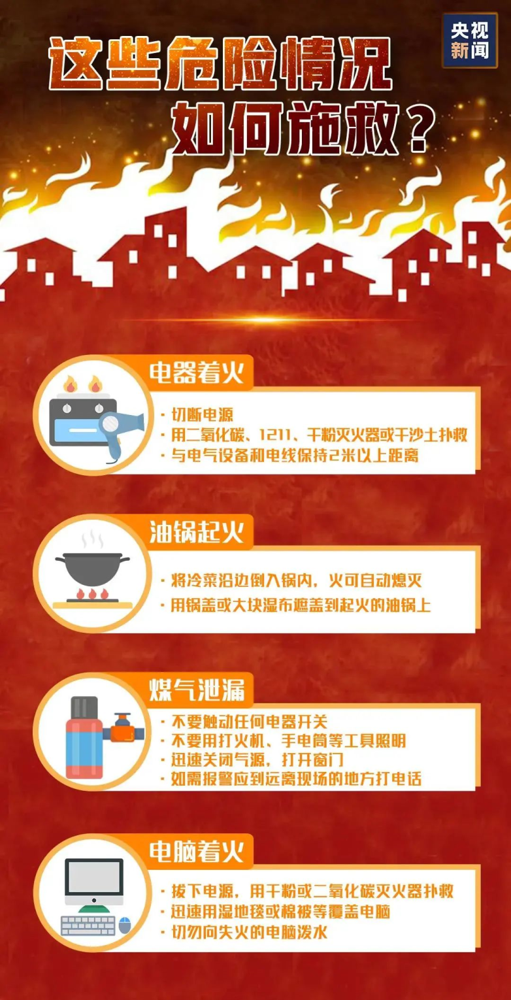 央视
新闻
这些危险情况
如何施救？
电器着火
· 切断电源
· 用二氧化碳、1211、干粉灭火器或干沙土扑救
· 与电气设备和电线保持2米以上距离
油锅起火
· 将冷菜沿边倒入锅内，火可自动熄灭
· 用锅盖或大块湿布遮盖到起火的油锅上
煤气泄漏
· 不要触动任何电器开关
· 不要用打火机、手电筒等工具照明
· 迅速关闭气源，打开窗门
· 如需报警应到远离现场的地方打电话
电脑着火
· 拔下电源，用干粉或二氧化碳灭火器扑救
· 迅速用湿地毯或棉被等覆盖电脑
· 切勿向失火的电脑泼水